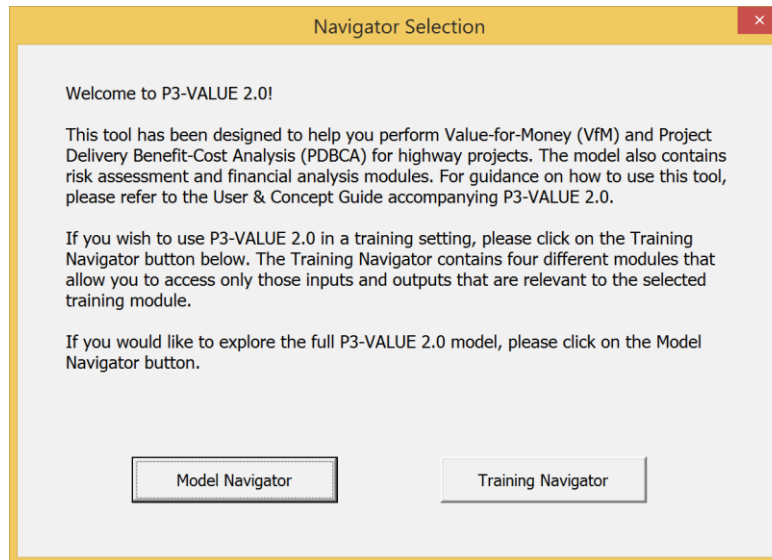 Navigator Selection
×
Welcome to P3-VALUE 2.0!
This tool has been designed to help you perform Value-for-Money (VfM) and Project
Delivery Benefit-Cost Analysis (PDBCA) for highway projects. The model also contains
risk assessment and financial analysis modules. For guidance on how to use this tool,
please refer to the User & Concept Guide accompanying P3-VALUE 2.0.
If you wish to use P3-VALUE 2.0 in a training setting, please click on the Training
Navigator button below. The Training Navigator contains four different modules that
allow you to access only those inputs and outputs that are relevant to the selected
training module.
If you would like to explore the full P3-VALUE 2.0 model, please click on the Model
Navigator button.
Model Navigator
Training Navigator